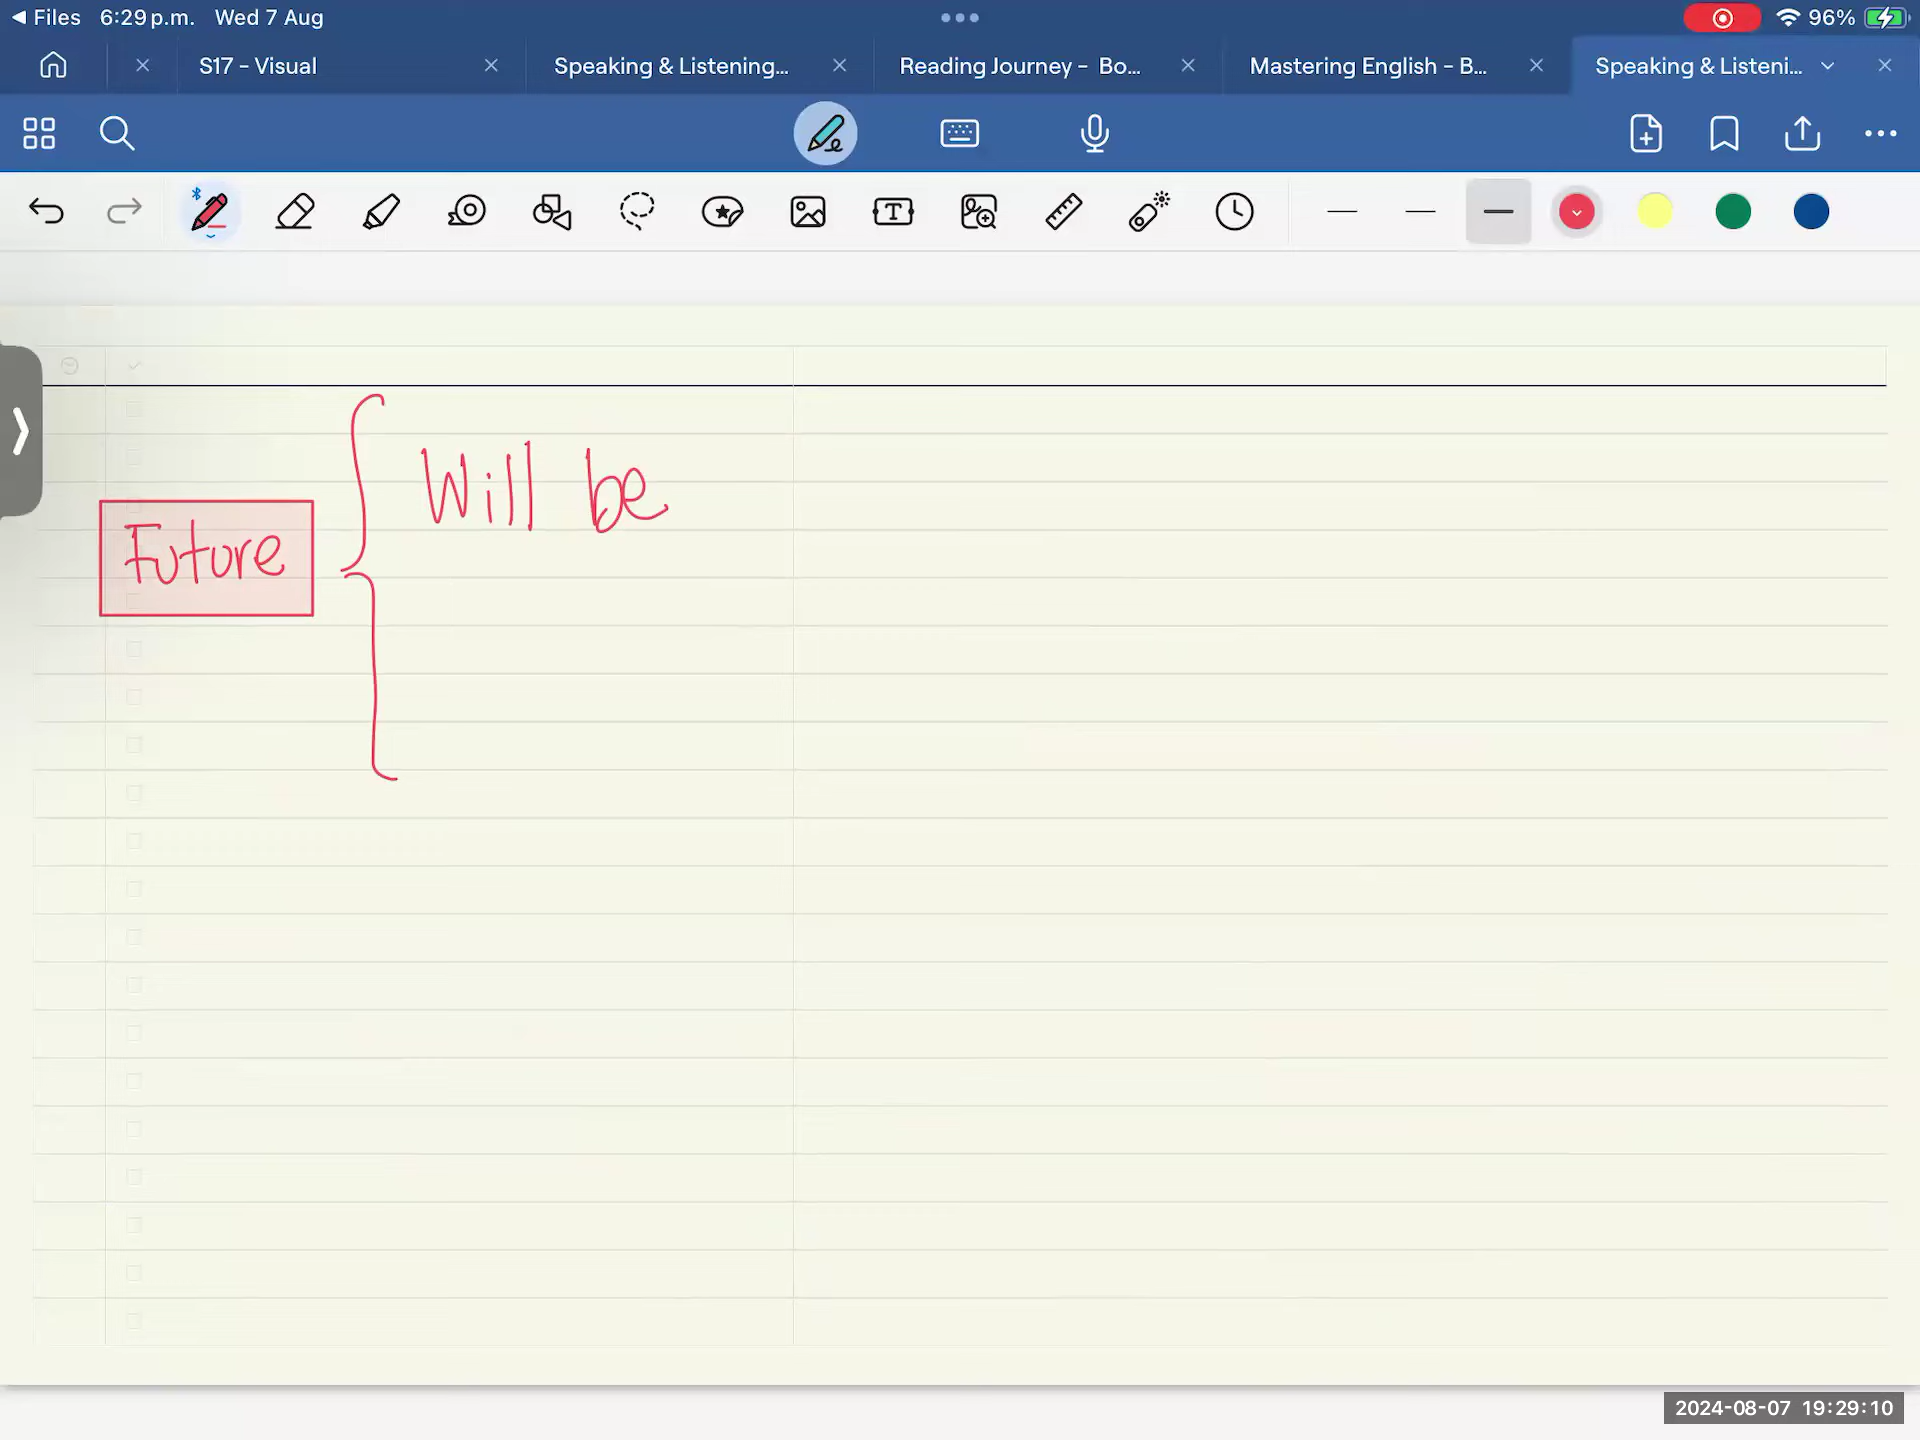 Files 6:29 p.m. Wed 7 Aug 96%
S17 - Visual Speaking & Listening... Reading Journey - Bo... Mastering English - B... Speaking & Listeni...
Will be
Future
2024-08-07 19:29:10